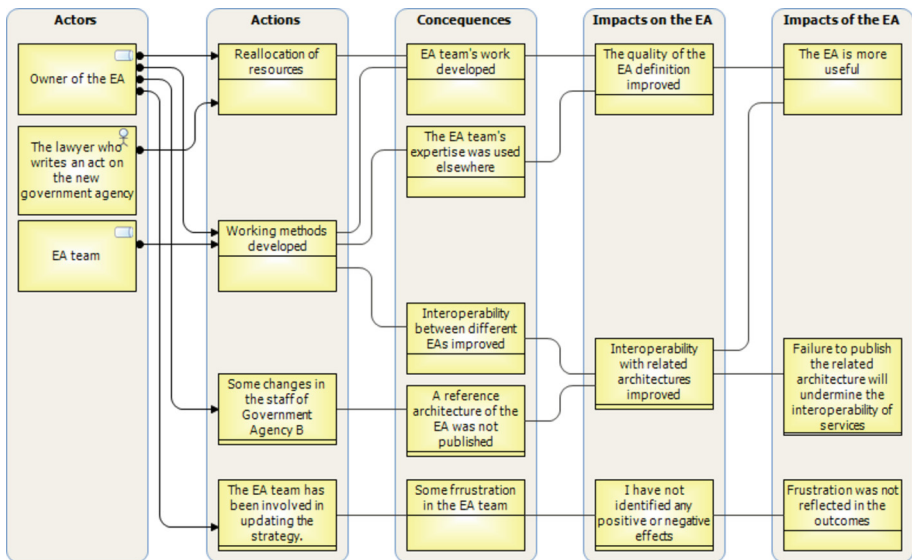 Actors
Owner of the EA
The lawyer who
writes an act on
the new
government agency
EA team
Actions
Reallocation of
resources
Working methods
developed
Some changes in
the staff of
Government
Agency B
The EA team has
been involved in
updating the
strategy.
Concequences
EA team's work
developed
The EA team's
expertise was used
elsewhere
Interoperability
between different
EAs improved
A reference
architecture of the
EA was not
published
Some frrustration
in the EA team
Impacts on the EA
The quality of the
EA definition
improved
Interoperability
with related
architectures
improved
I have not
identified any
positive or negative
effects
Impacts of the EA
The EA is more
useful
Failure to publish
the related
architecture will
undermine the
interoperability of
services
Frustration was not
reflected in the
outcomes